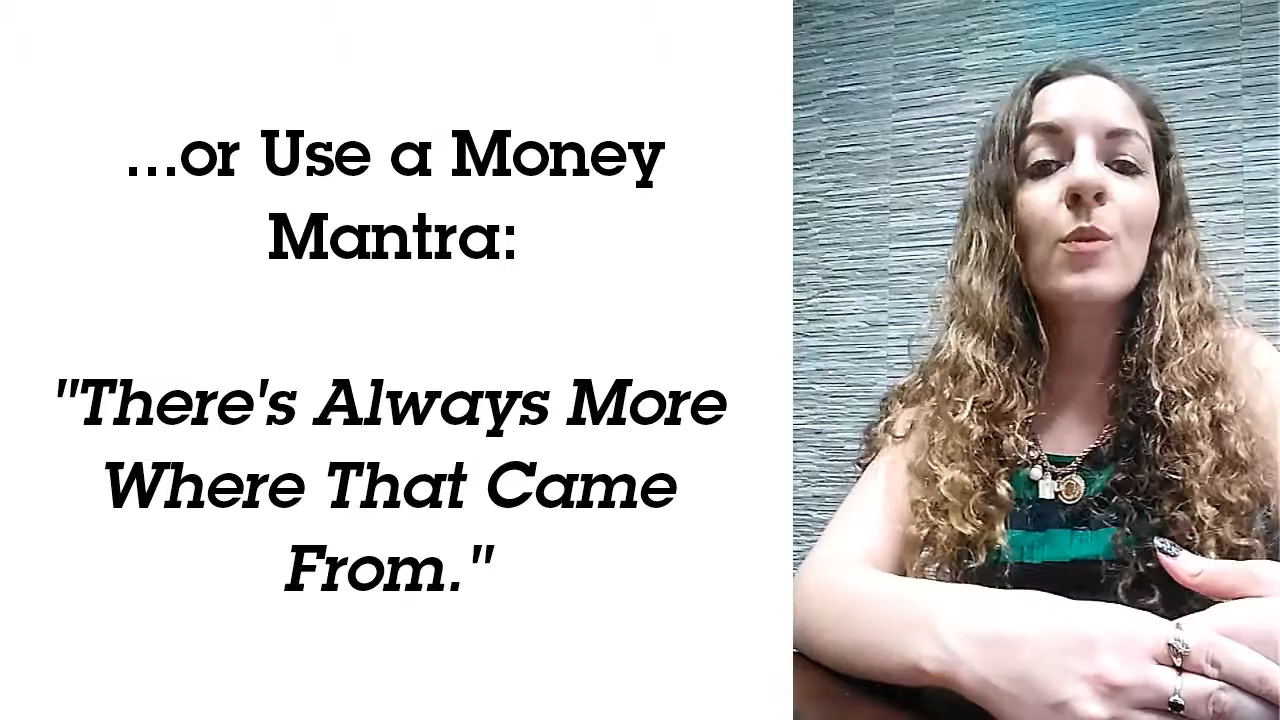 ...or Use a Money
Mantra:
"There's Always More
Where That Came
From."